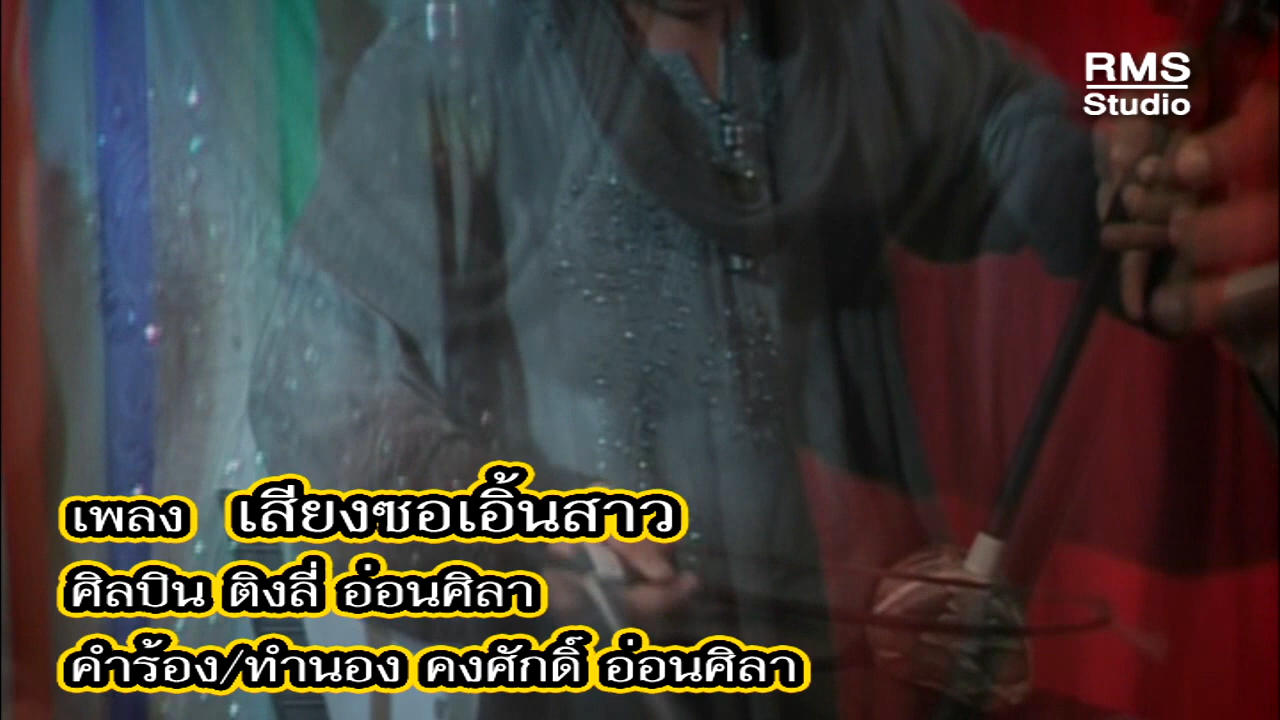 RMS
Studio
เพลง เสียงซอเอิ้นสาว
ศิลปิน ติงลี่ อ่อนศิลา
คำร้อง/ทำนอง คงศักดิ์ อ่อนศิลา